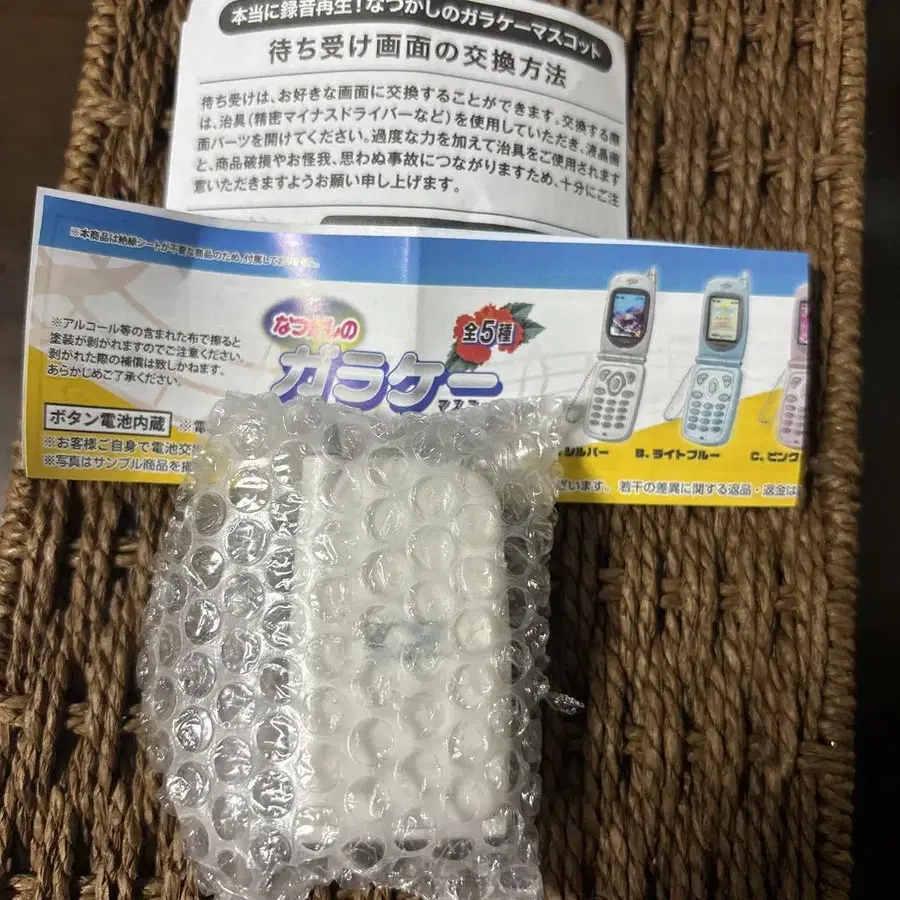 本当に録音再生!なつかしのガラケーマスコット
待ち受け画面の交換方法
待ち受けは、お好きな画面に交換することができます。交換する際
は、治具(精密マイナスドライバーなど)を使用していただき、液晶画
面パーツを開けてください。過度な力を加えて治具をご使用されます
と、商品破損やお怪我、思わぬ事故につながりますため、十分にご注
意いただきますようお願い申し上げます。
※本商品は絶縁シートが不要な商品のため、付属しておりません。
※アルコール等の含まれた布で擦ると
塗装が剥がれますのでご注意ください。
剥がれた際の補償は致しかねます。
あらかじめご了承ください。
なつかしの
ガラケー
マスコ
全5種
ボタン電池内蔵 ※電
※お客様ご自身で電池交
※写真はサンプル商品を撮
シルバー
B. ライトブルー
C. ピンク
ざいます。 若干の差異に関する返品・返金は